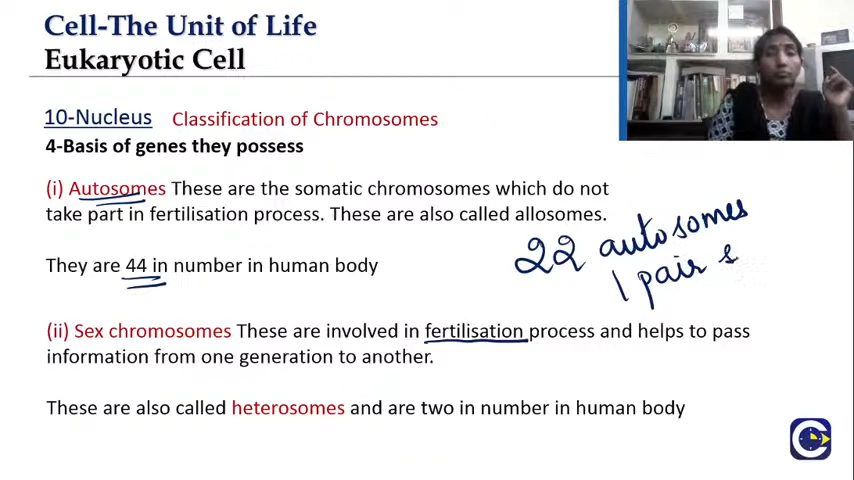 Cell-The Unit of Life
Eukaryotic Cell
10-Nucleus Classification of Chromosomes
4-Basis of genes they possess
(i) Autosomes These are the somatic chromosomes which do not
take part in fertilisation process. These are also called allosomes.
22 autosomes
1 pair s
They are 44 in number in human body
(ii) Sex chromosomes These are involved in fertilisation process and helps to pass
information from one generation to another.
These are also called heterosomes and are two in number in human body